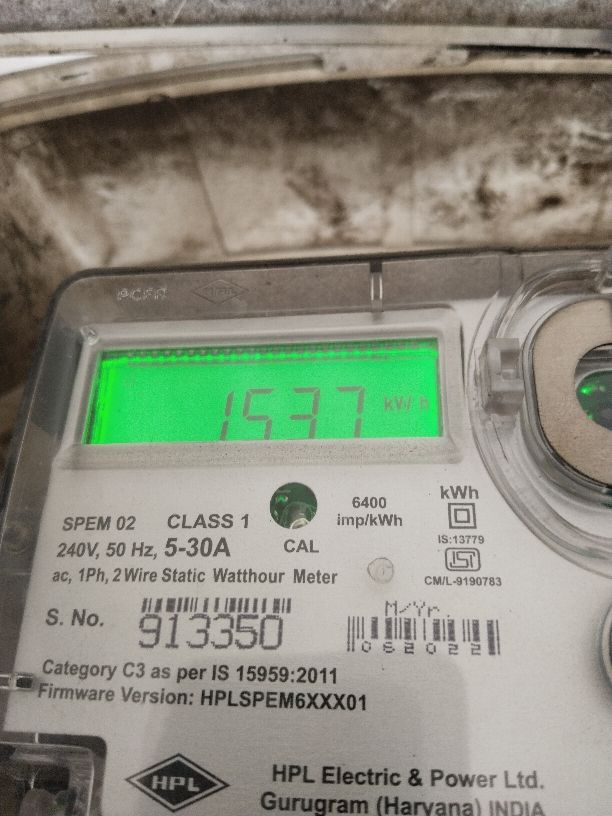 1537 kWh
SPEM 02 CLASS 1
6400
imp/kWh
kWh
240V, 50 Hz, 5-30A
CAL
IS:13779
ISI
CM/L-9190783
ac, 1Ph, 2 Wire Static Watthour Meter
M/Yr.
S. No. 913350
062022
Category C3 as per IS 15959:2011
Firmware Version: HPLSPEM6XXX01
HPL
HPL Electric & Power Ltd.
Gurugram (Haryana) INDIA